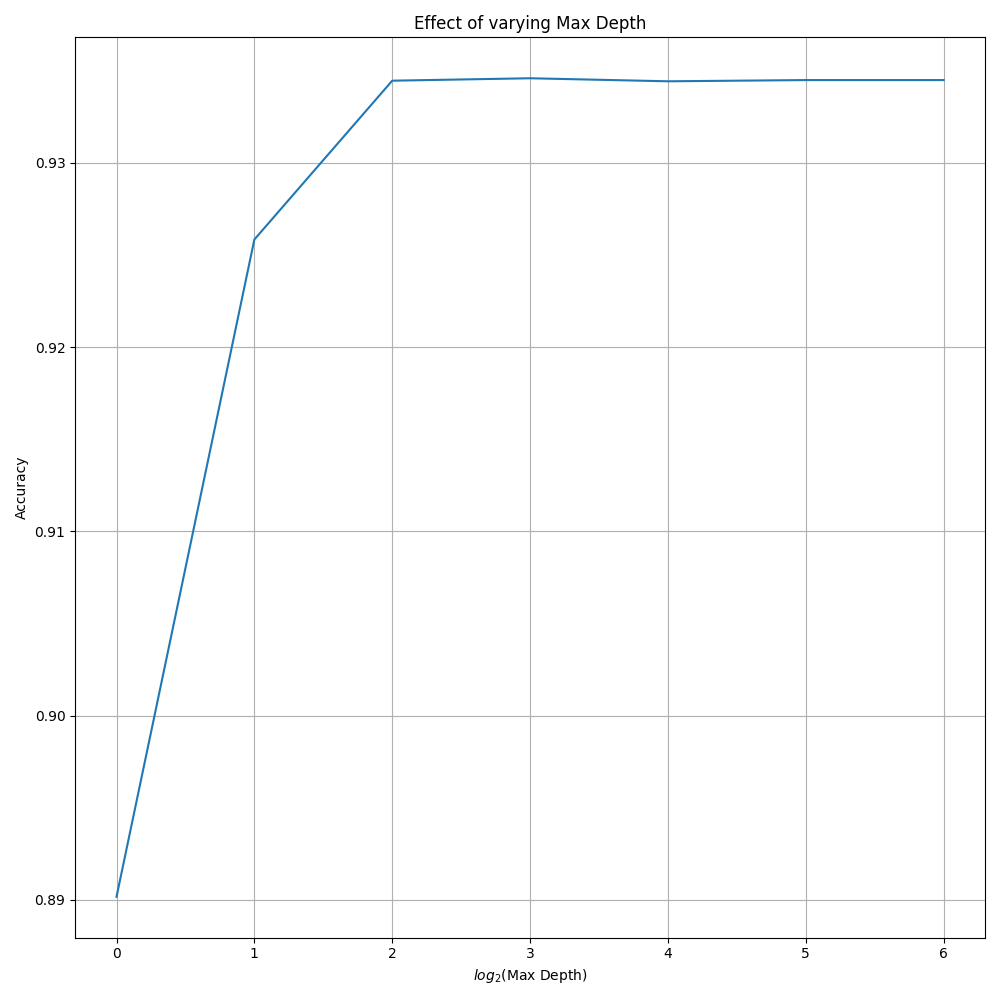 Effect of varying Max Depth
Accuracy
0.93
0.92
0.91
0.90
0.89
0 1 2 3 4 5 6
log₂(Max Depth)